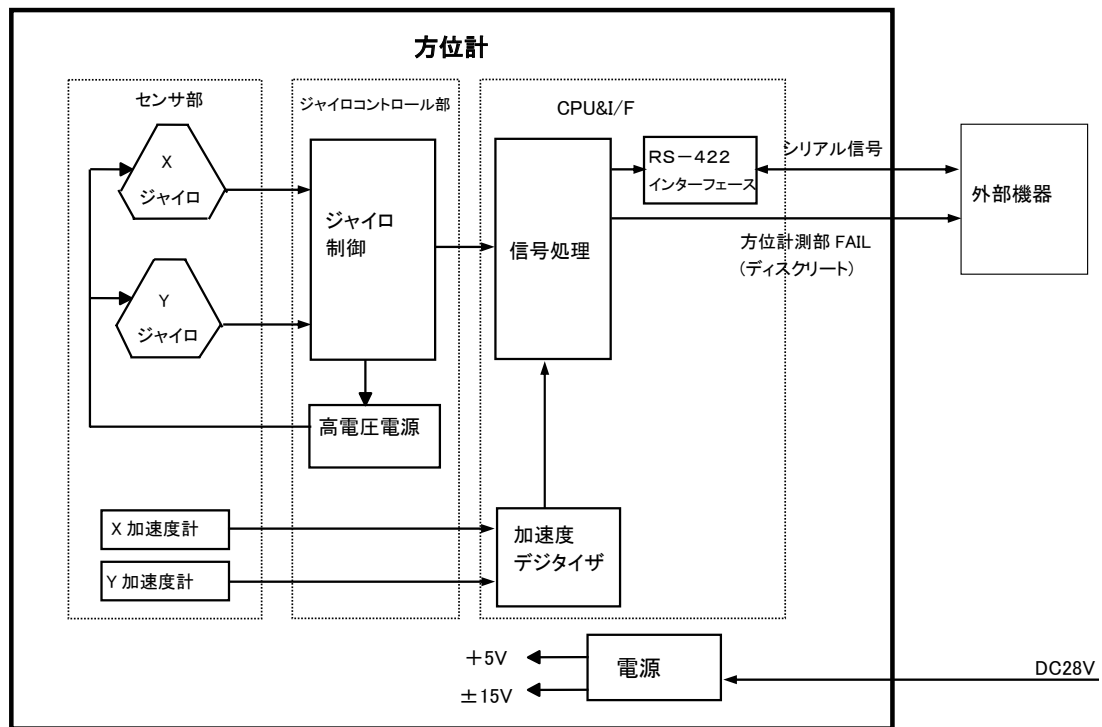 方位計
センサ部
ジャイロコントロール部
CPU&I/F
X
ジャイロ
Y
ジャイロ
ジャイロ
制御
高電圧電源
信号処理
RS－422
インターフェース
シリアル信号
方位計測部 FAIL
(ディスクリート)
外部機器
X 加速度計
Y 加速度計
加速度
デジタイザ
電源
＋5V
±15V
DC28V